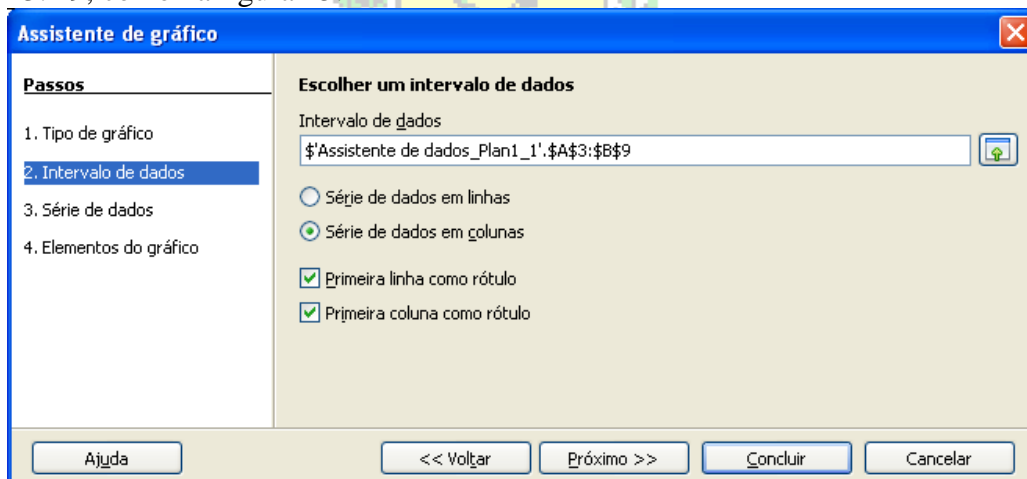 Assistente de gráfico
Passos
1. Tipo de gráfico
2. Intervalo de dados
3. Série de dados
4. Elementos do gráfico
Escolher um intervalo de dados
Intervalo de dados
$'Assistente de dados_Plan1_1'.$A$3:$B$9
Série de dados em linhas
Série de dados em colunas
Primeira linha como rótulo
Primeira coluna como rótulo
Ajuda
<< Voltar
Próximo >>
Concluir
Cancelar